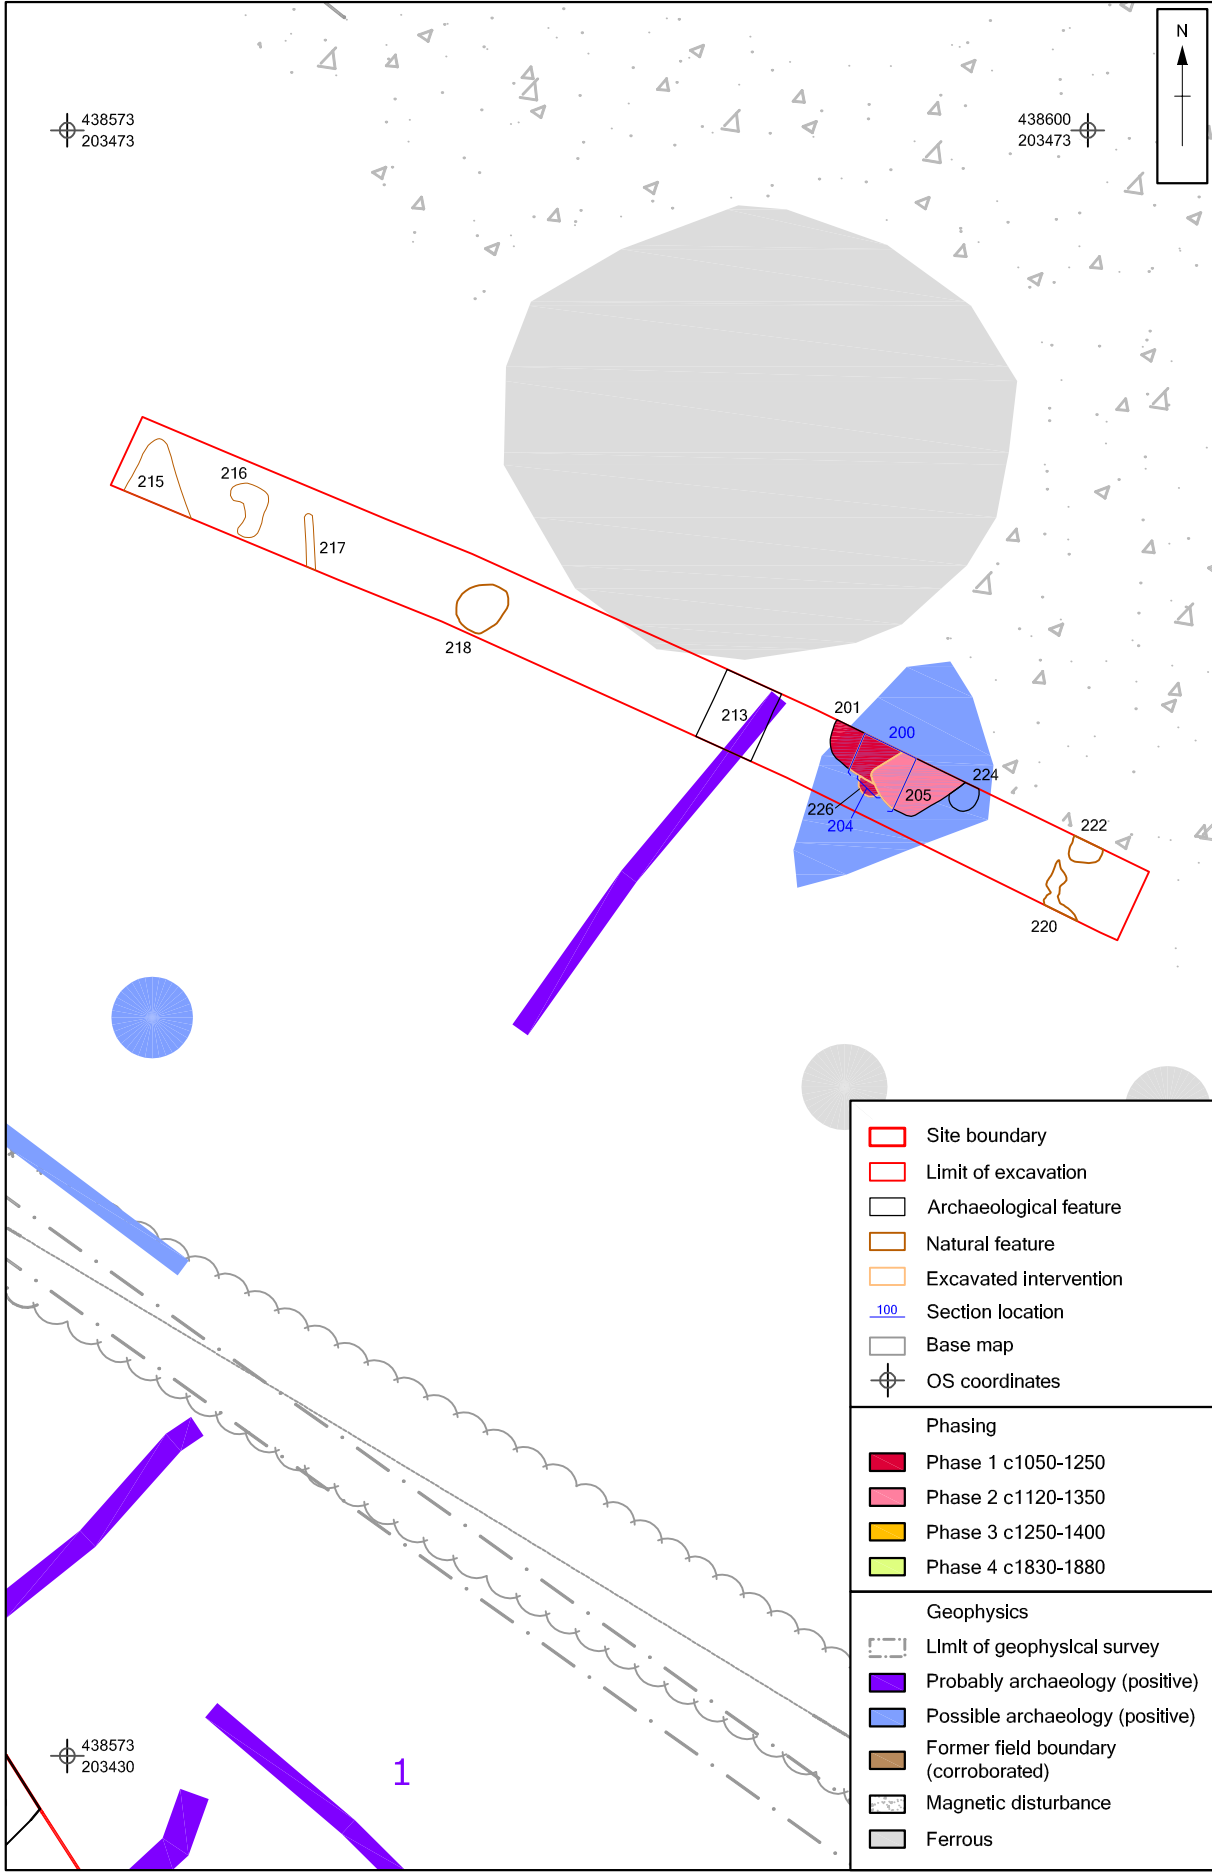 N
438573
203473
438600
203473
215
216
217
218
213
201
200
224
205
226
204
222
220
438573
203430
1
Site boundary
Limit of excavation
Archaeological feature
Natural feature
Excavated intervention
100 Section location
Base map
OS coordinates
Phasing
Phase 1 c1050-1250
Phase 2 c1120-1350
Phase 3 c1250-1400
Phase 4 c1830-1880
Geophysics
Limit of geophysical survey
Probably archaeology (positive)
Possible archaeology (positive)
Former field boundary
(corroborated)
Magnetic disturbance
Ferrous